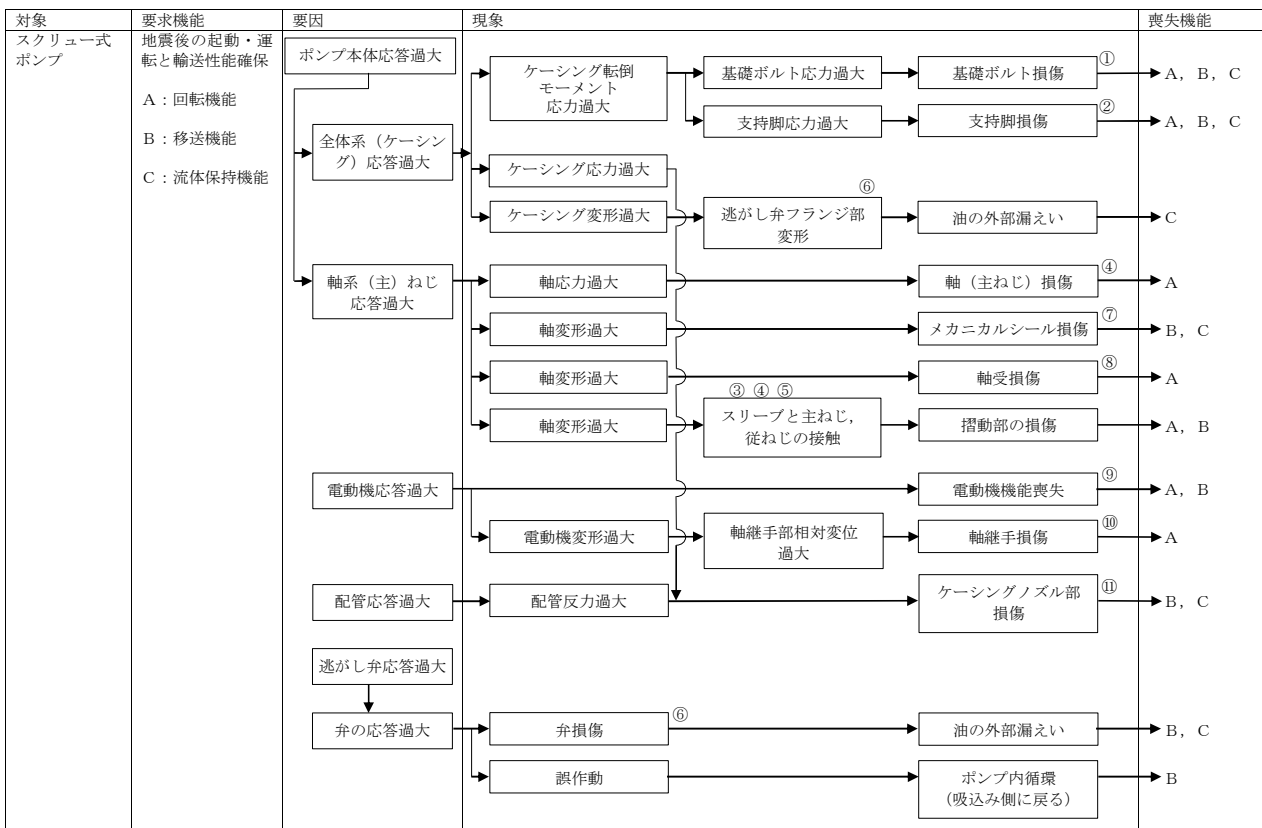 対象
要求機能
要因
現象
喪失機能
スクリュー式
ポンプ
地震後の起動・運
転と輸送性能確保
A:回転機能
B:移送機能
C:流体保持機能
ポンプ本体応答過大
ケーシング転倒
モーメント
応力過大
基礎ボルト応力過大
基礎ボルト損傷
①
A,B,C
支持脚応力過大
支持脚損傷
②
A,B,C
全体系(ケーシン
グ)応答過大
ケーシング応力過大
ケーシング変形過大
⑥
逃がし弁フランジ部
変形
油の外部漏えい
C
軸系(主)ねじ
応答過大
軸応力過大
軸(主ねじ)損傷
④
A
軸変形過大
メカニカルシール損傷
⑦
B,C
軸変形過大
軸受損傷
⑧
A
軸変形過大
③ ④ ⑤
スリーブと主ねじ,
従ねじの接触
摺動部の損傷
A,B
電動機応答過大
電動機機能喪失
⑨
A,B
電動機変形過大
軸継手部相対変位
過大
軸継手損傷
⑩
A
配管応答過大
配管反力過大
ケーシングノズル部
損傷
⑪
B,C
逃がし弁応答過大
弁の応答過大
弁損傷
⑥
油の外部漏えい
B,C
誤作動
ポンプ内循環
(吸込み側に戻る)
B